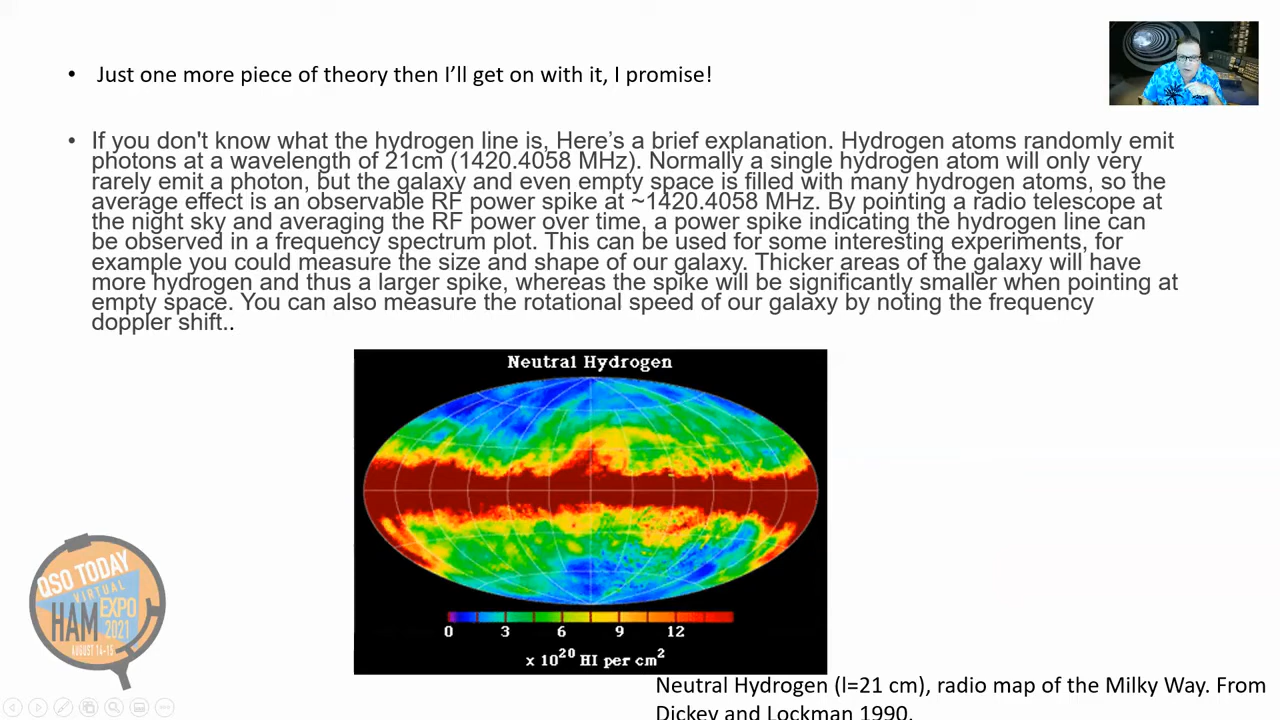 • Just one more piece of theory then I'll get on with it, I promise!
• If you don't know what the hydrogen line is, Here's a brief explanation. Hydrogen atoms randomly emit
photons at a wavelength of 21cm (1420.4058 MHz). Normally a single hydrogen atom will only very
rarely emit a photon, but the galaxy and even empty space is filled with many hydrogen atoms, so the
average effect is an observable RF power spike at ~1420.4058 MHz. By pointing a radio telescope at
the night sky and averaging the RF power over time, a power spike indicating the hydrogen line can
be observed in a frequency spectrum plot. This can be used for some interesting experiments, for
example you could measure the size and shape of our galaxy. Thicker areas of the galaxy will have
more hydrogen and thus a larger spike, whereas the spike will be significantly smaller when pointing at
empty space. You can also measure the rotational speed of our galaxy by noting the frequency
doppler shift..
Neutral Hydrogen
0 3 6 9 12
x 10²⁰ HI per cm²
QSO TODAY
VIRTUAL
HAM EXPO
2021
AUGUST 14-15
Neutral Hydrogen (l=21 cm), radio map of the Milky Way. From
Dickey and Lockman 1990.